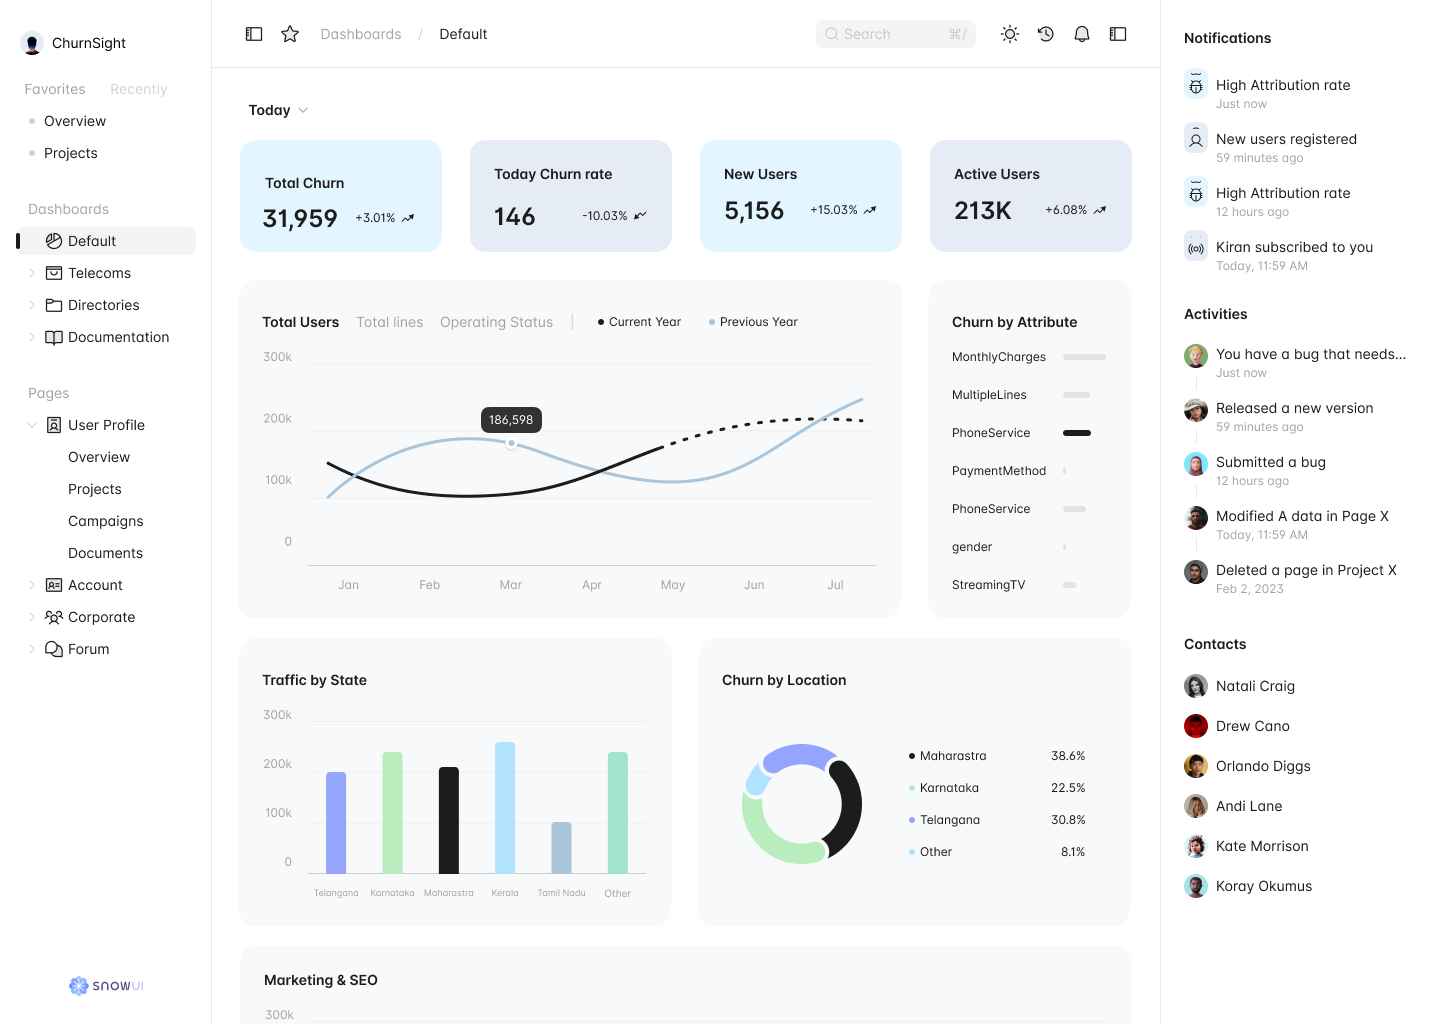 ChurnSight
Favorites Recently
Overview
Projects
Dashboards
Default
Telecoms
Directories
Documentation
Pages
User Profile
Overview
Projects
Campaigns
Documents
Account
Corporate
Forum
SNOWUI
Dashboards / Default
Search ⌘/
Today
Total Churn
31,959 +3.01%
Today Churn rate
146 -10.03%
New Users
5,156 +15.03%
Active Users
213K +6.08%
Total Users Total lines Operating Status Current Year Previous Year
300k
200k
100k
0
186,598
Jan Feb Mar Apr May Jun Jul
Churn by Attribute
MonthlyCharges
MultipleLines
PhoneService
PaymentMethod
PhoneService
gender
StreamingTV
Traffic by State
300k
200k
100k
0
Telangana Karnataka Maharastra Kerala Tamil Nadu Other
Churn by Location
Maharastra 38.6%
Karnataka 22.5%
Telangana 30.8%
Other 8.1%
Marketing & SEO
300k
Notifications
High Attribution rate
Just now
New users registered
59 minutes ago
High Attribution rate
12 hours ago
Kiran subscribed to you
Today, 11:59 AM
Activities
You have a bug that needs...
Just now
Released a new version
59 minutes ago
Submitted a bug
12 hours ago
Modified A data in Page X
Today, 11:59 AM
Deleted a page in Project X
Feb 2, 2023
Contacts
Natali Craig
Drew Cano
Orlando Diggs
Andi Lane
Kate Morrison
Koray Okumus